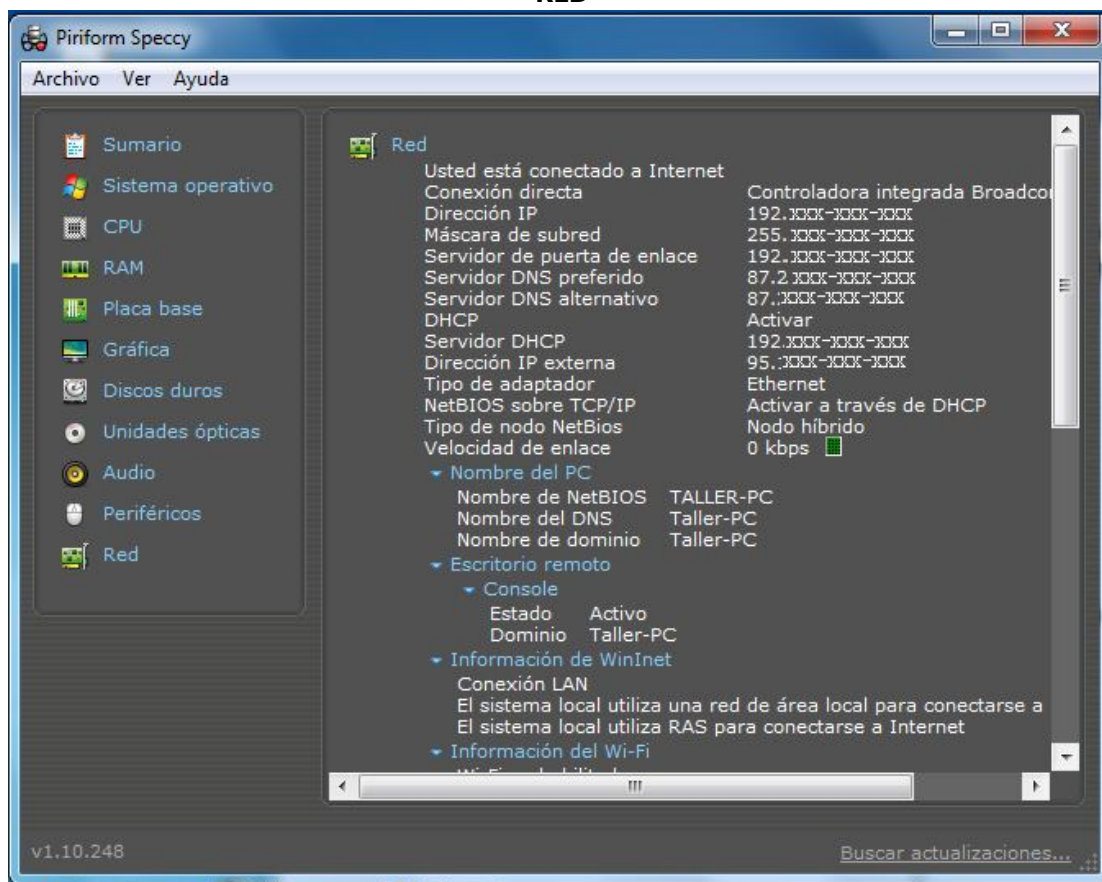 RED
Piriform Speccy
Archivo Ver Ayuda
Sumario
Sistema operativo
CPU
RAM
Placa base
Gráfica
Discos duros
Unidades ópticas
Audio
Periféricos
Red
Red
Usted está conectado a Internet
Conexión directa Controladora integrada Broadcom
Dirección IP 192.xxx-xxx-xxx
Máscara de subred 255.xxx-xxx-xxx
Servidor de puerta de enlace 192.xxx-xxx-xxx
Servidor DNS preferido 87.2xxx-xxx-xxx
Servidor DNS alternativo 87.xxx-xxx-xxx
DHCP Activar
Servidor DHCP 192.xxx-xxx-xxx
Dirección IP externa 95.xxx-xxx-xxx
Tipo de adaptador Ethernet
NetBIOS sobre TCP/IP Activar a través de DHCP
Tipo de nodo NetBios Nodo híbrido
Velocidad de enlace 0 kbps
Nombre del PC
Nombre de NetBIOS TALLER-PC
Nombre del DNS Taller-PC
Nombre de dominio Taller-PC
Escritorio remoto
Console
Estado Activo
Dominio Taller-PC
Información de WinInet
Conexión LAN
El sistema local utiliza una red de área local para conectarse a
El sistema local utiliza RAS para conectarse a Internet
Información del Wi-Fi
v1.10.248
Buscar actualizaciones...